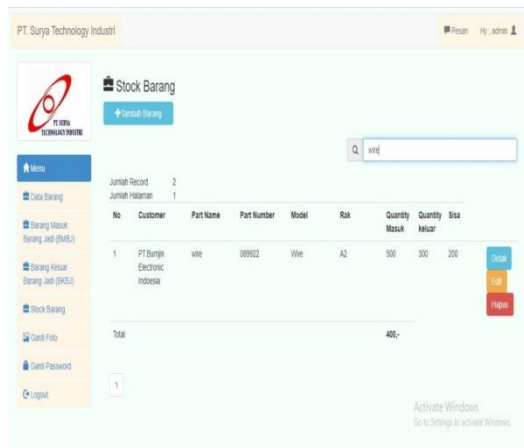 PT. Surya Technology Industri
Pesan Hy , admin
PT. SURYA
TECHNOLOGY INDUSTRI
Stock Barang
+Tambah Barang
wire
Menu
Data Barang
Barang Masuk
Barang Jadi (BMBJ)
Barang Keluar
Barang Jadi (BKBJ)
Stock Barang
Ganti Foto
Ganti Password
Logout
Jumlah Record 2
Jumlah Halaman 1
No Customer Part Name Part Number Model Rak Quantity Masuk Quantity keluar Sisa
1 PT.Bumjin Electronic Indoesia wire 089922 Wire A2 500 300 200
Detail
Edit
Hapus
Total 400,-
1
Activate Windows
Go to Settings to activate Windows.